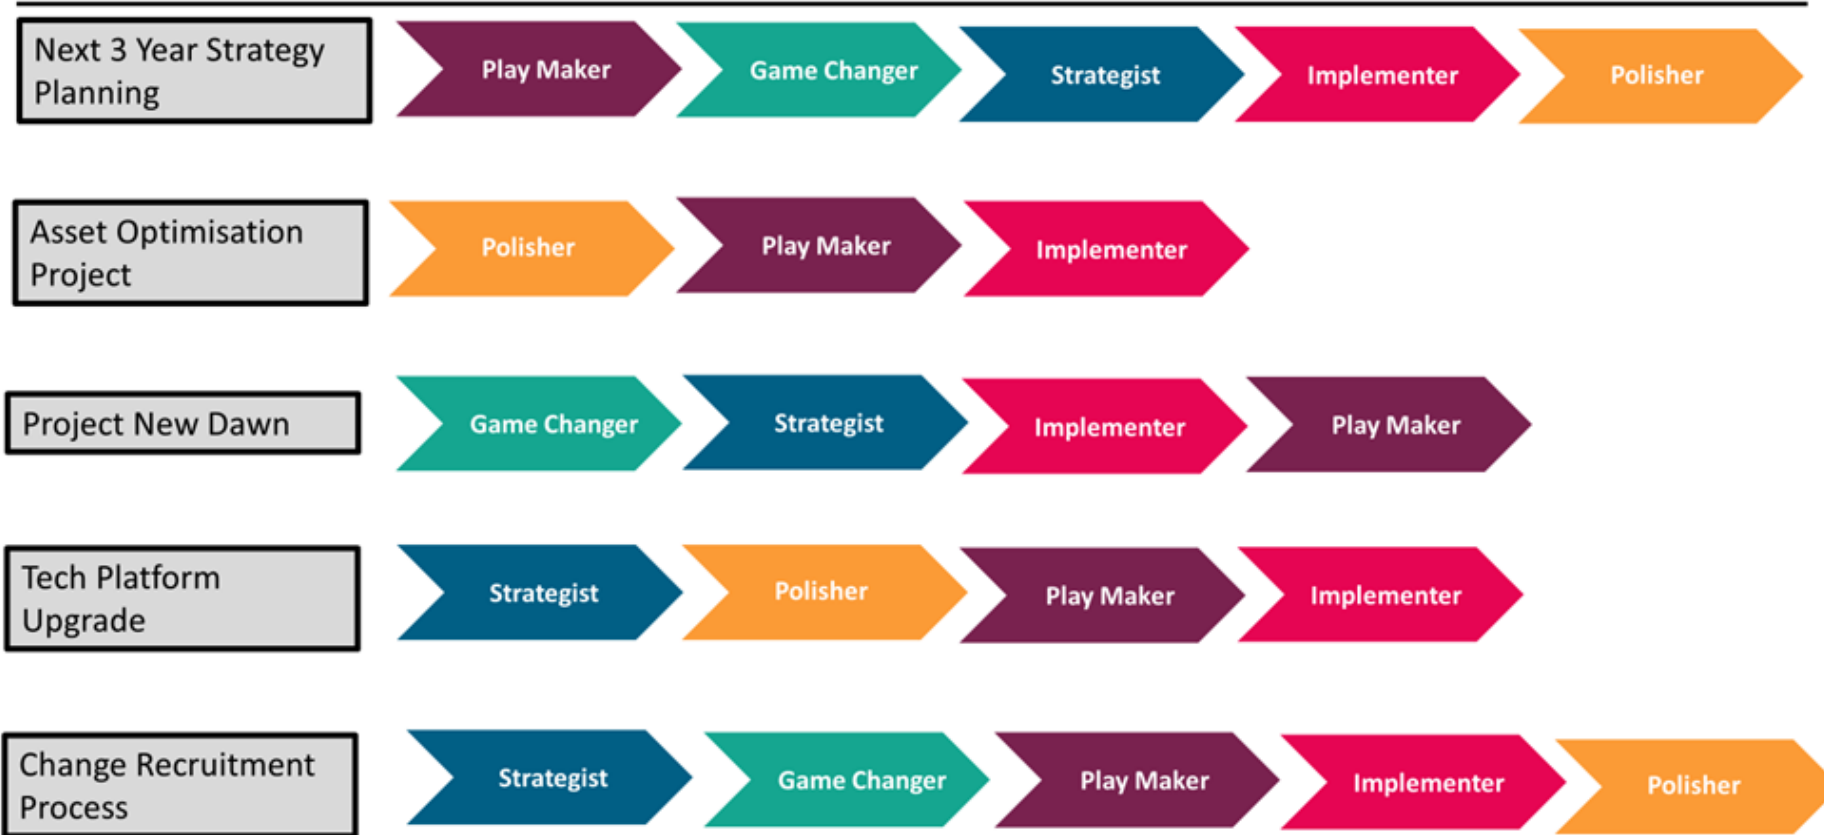 Next 3 Year Strategy
Planning
Play Maker
Game Changer
Strategist
Implementer
Polisher
Asset Optimisation
Project
Polisher
Play Maker
Implementer
Project New Dawn
Game Changer
Strategist
Implementer
Play Maker
Tech Platform
Upgrade
Strategist
Polisher
Play Maker
Implementer
Change Recruitment
Process
Strategist
Game Changer
Play Maker
Implementer
Polisher